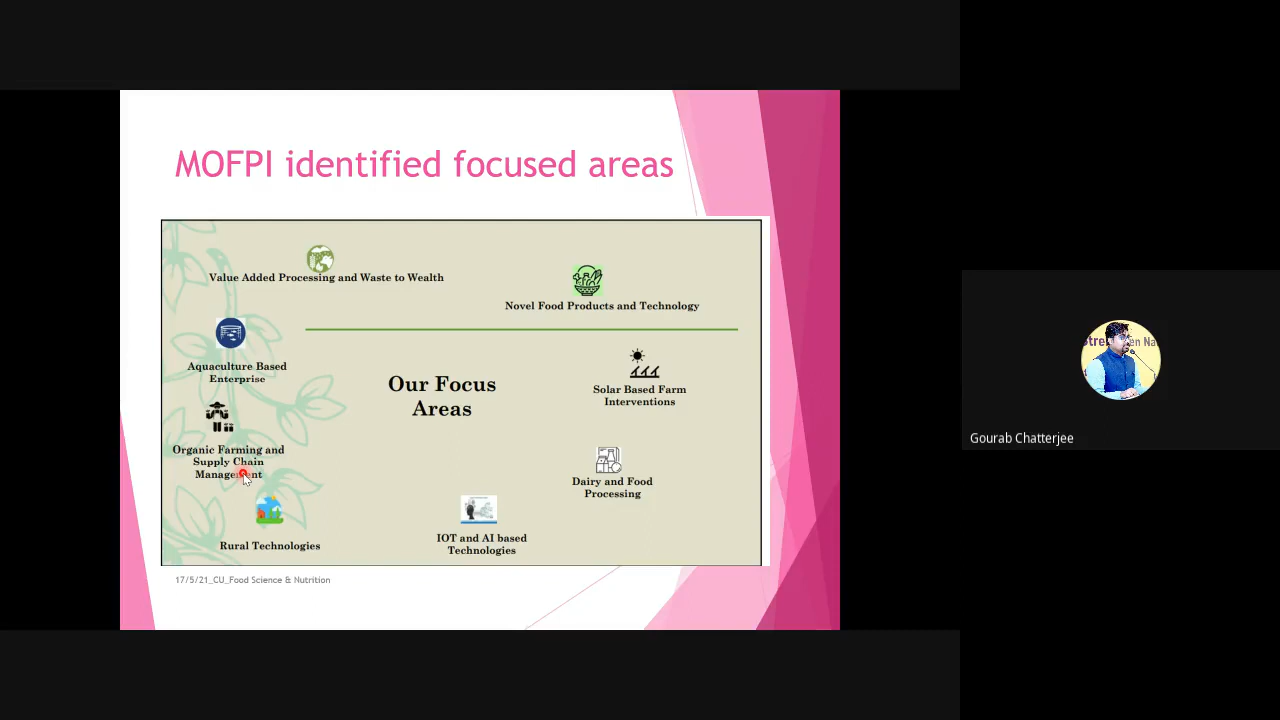 MOFPI identified focused areas
Value Added Processing and Waste to Wealth
Novel Food Products and Technology
Aquaculture Based
Enterprise
Our Focus
Areas
Solar Based Farm
Interventions
Organic Farming and
Supply Chain
Management
Dairy and Food
Processing
Rural Technologies
IOT and AI based
Technologies
17/5/21_CU_Food Science & Nutrition
Gourab Chatterjee